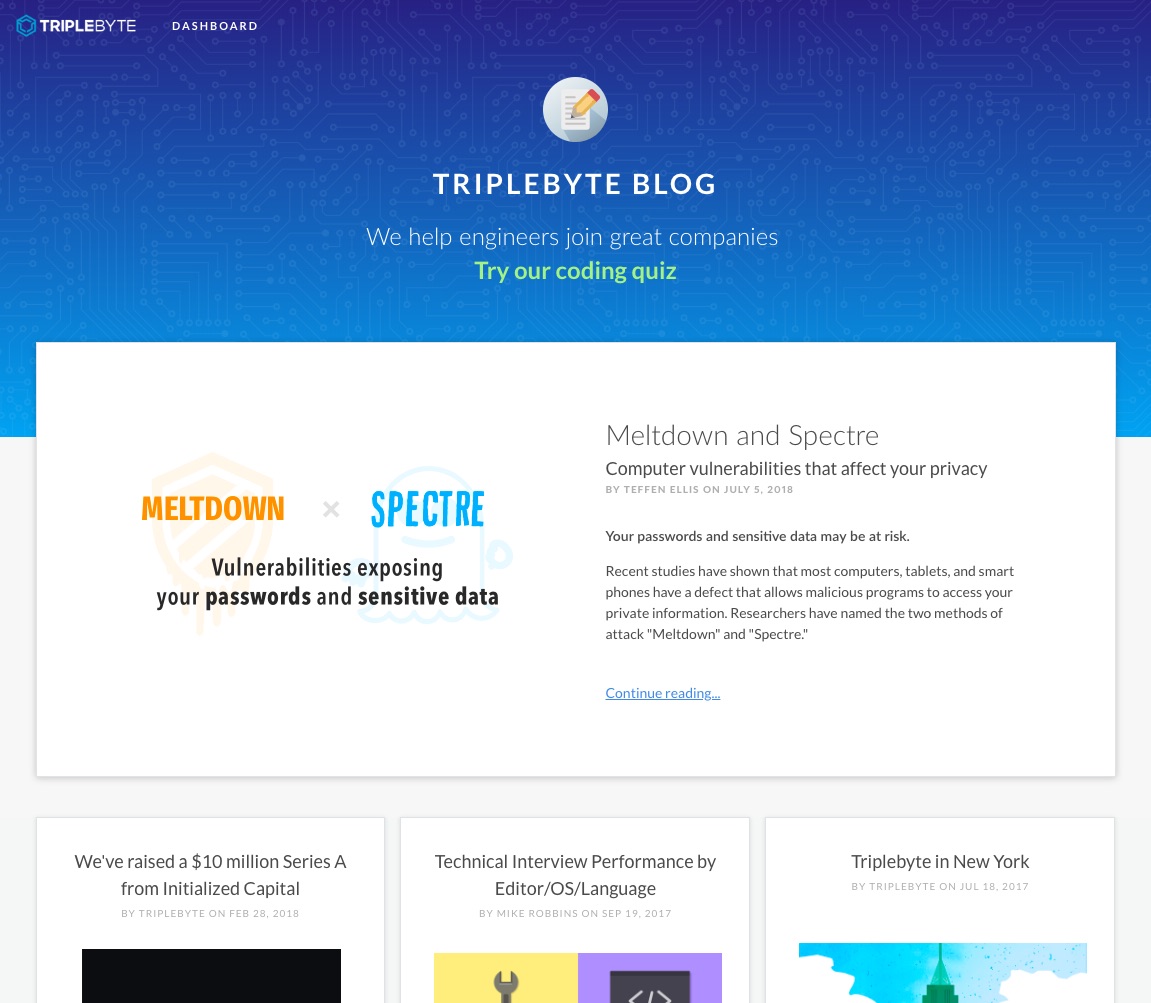 TRIPLEBYTE
DASHBOARD
TRIPLEBYTE BLOG
We help engineers join great companies
Try our coding quiz
MELTDOWN × SPECTRE
Vulnerabilities exposing
your passwords and sensitive data
Meltdown and Spectre
Computer vulnerabilities that affect your privacy
BY TEFFEN ELLIS ON JULY 5, 2018
Your passwords and sensitive data may be at risk.
Recent studies have shown that most computers, tablets, and smart
phones have a defect that allows malicious programs to access your
private information. Researchers have named the two methods of
attack "Meltdown" and "Spectre."
Continue reading...
We've raised a $10 million Series A
from Initialized Capital
BY TRIPLEBYTE ON FEB 28, 2018
Technical Interview Performance by
Editor/OS/Language
BY MIKE ROBBINS ON SEP 19, 2017
</>
Triplebyte in New York
BY TRIPLEBYTE ON JUL 18, 2017